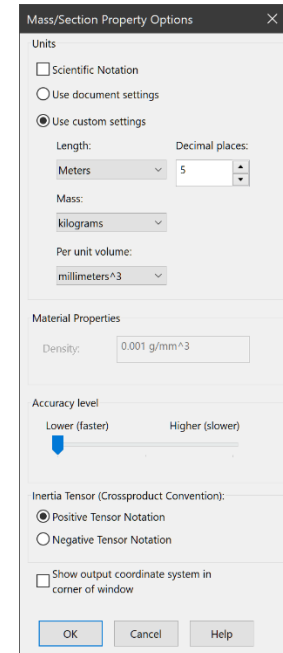 Mass/Section Property Options
Units
Scientific Notation
Use document settings
Use custom settings
Length: Decimal places:
Meters 5
Mass:
kilograms
Per unit volume:
millimeters^3
Material Properties
Density: 0.001 g/mm^3
Accuracy level
Lower (faster) Higher (slower)
Inertia Tensor (Crossproduct Convention):
Positive Tensor Notation
Negative Tensor Notation
Show output coordinate system in
corner of window
OK Cancel Help